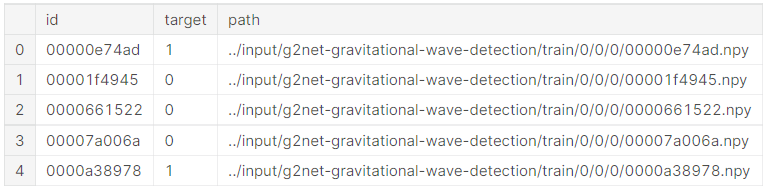 id target path
0 00000e74ad 1 ../input/g2net-gravitational-wave-detection/train/0/0/0/00000e74ad.npy
1 00001f4945 0 ../input/g2net-gravitational-wave-detection/train/0/0/0/00001f4945.npy
2 0000661522 0 ../input/g2net-gravitational-wave-detection/train/0/0/0/0000661522.npy
3 00007a006a 0 ../input/g2net-gravitational-wave-detection/train/0/0/0/00007a006a.npy
4 0000a38978 1 ../input/g2net-gravitational-wave-detection/train/0/0/0/0000a38978.npy